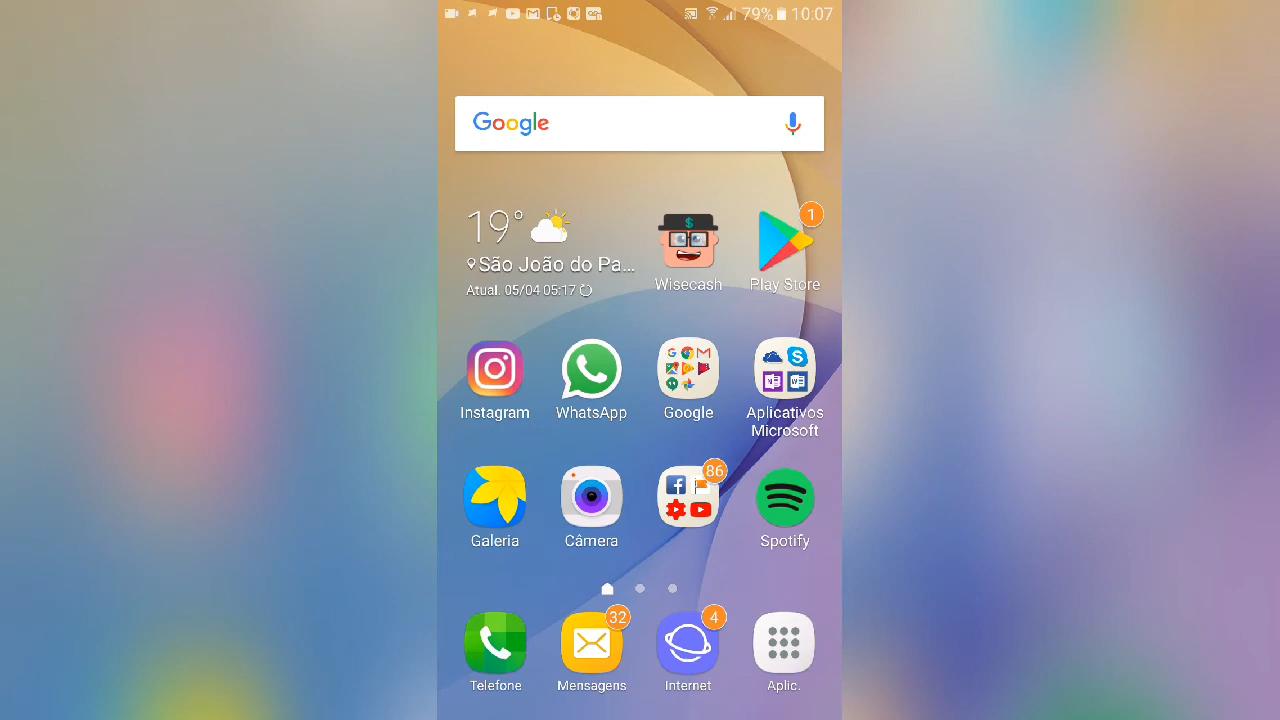 79% 10:07
Google
19°
São João do Pa...
Atual. 05/04 05:17
$
Wisecash
1
Play Store
Instagram
WhatsApp
Google
Aplicativos
Microsoft
86
Galeria
Câmera
Spotify
32
4
Telefone
Mensagens
Internet
Aplic.